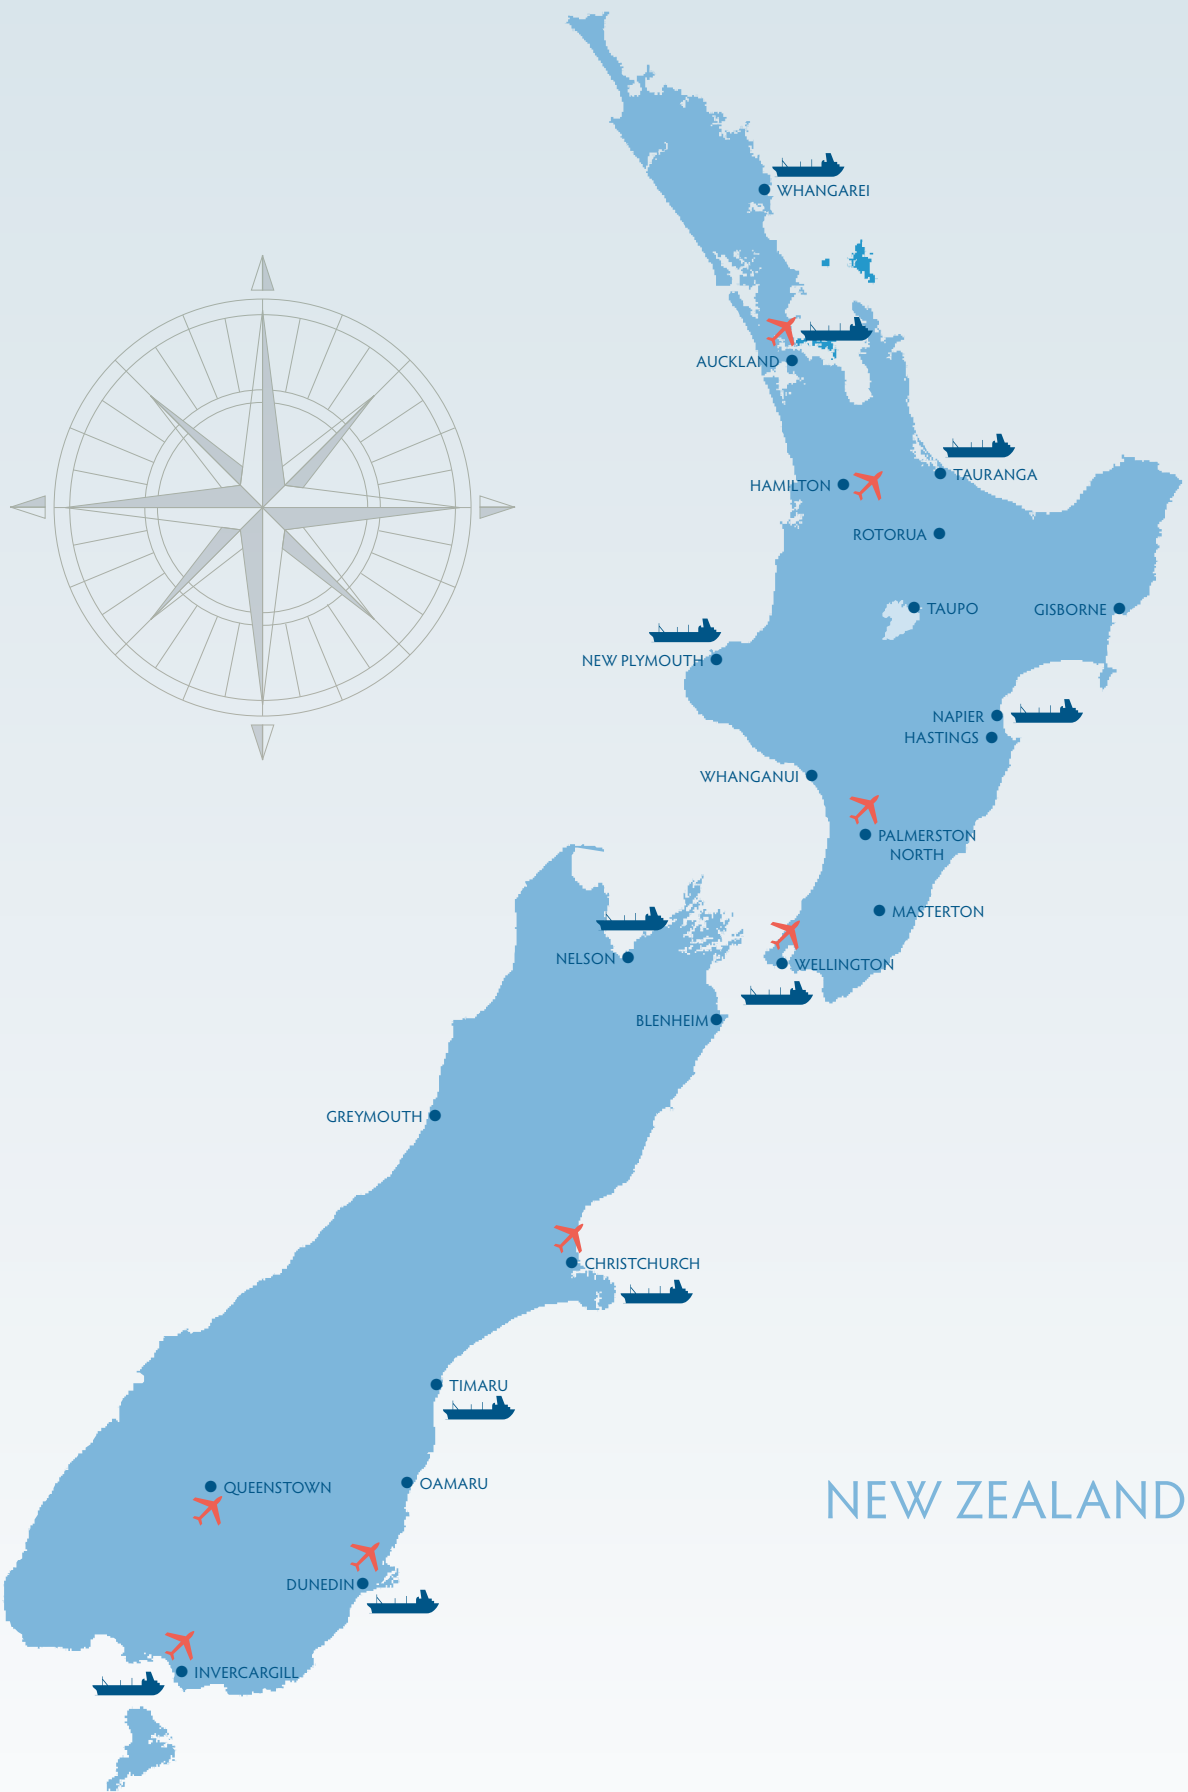 WHANGAREI
AUCKLAND
TAURANGA
HAMILTON
ROTORUA
TAUPO
GISBORNE
NEW PLYMOUTH
NAPIER
HASTINGS
WHANGANUI
PALMERSTON
NORTH
MASTERTON
NELSON
WELLINGTON
BLENHEIM
GREYMOUTH
CHRISTCHURCH
TIMARU
OAMARU
QUEENSTOWN
NEW ZEALAND
DUNEDIN
INVERCARGILL